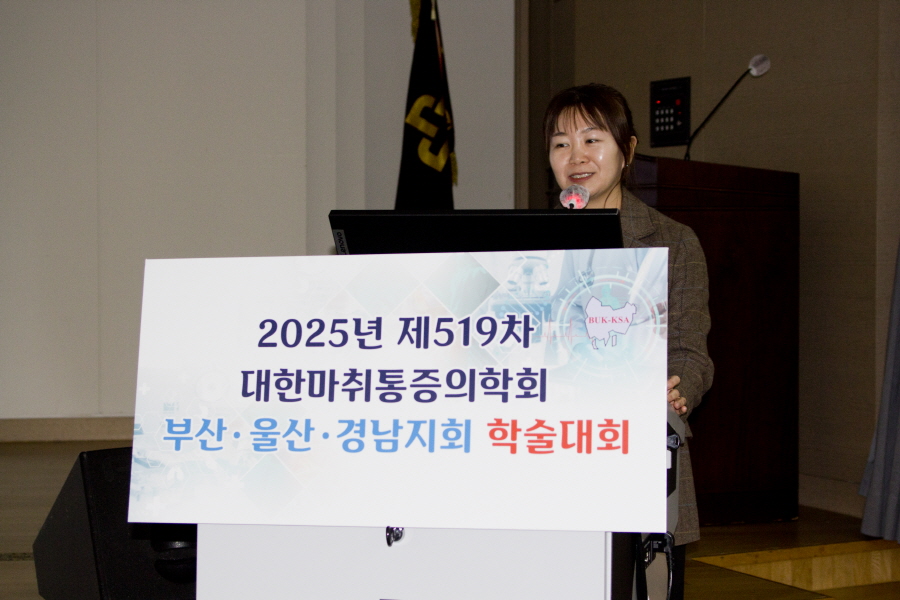 2025년 제519차
대한마취통증의학회
부산·울산·경남지회 학술대회
BUK-KSA
lenovo